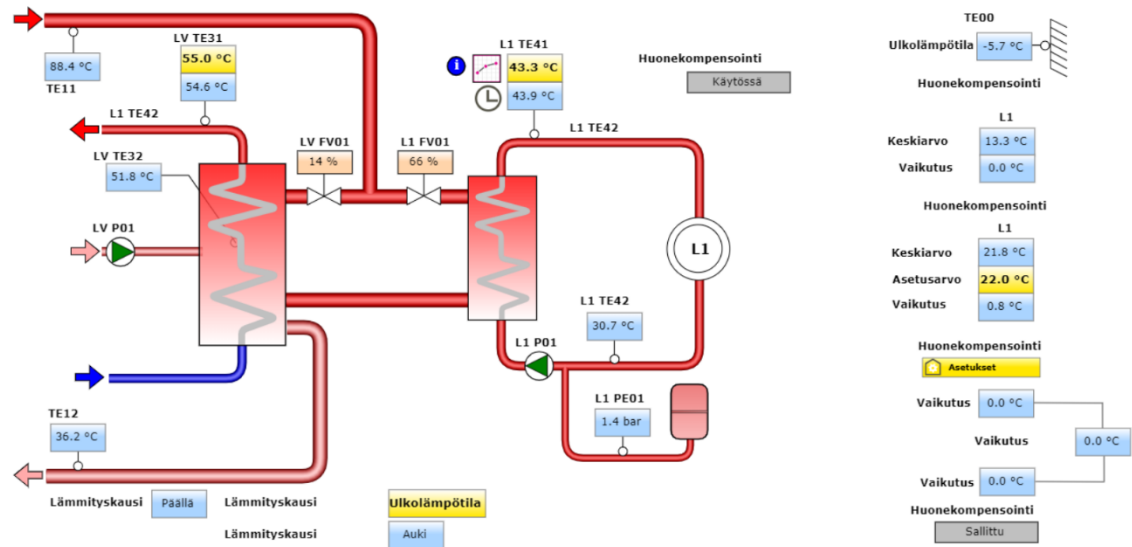 TE00
LV TE31
L1 TE41
55.0 °C
43.3 °C
Ulkolämpötila
-5.7 °C
Huonekompensointi
88.4 °C
i
Käytössä
54.6 °C
43.9 °C
Huonekompensointi
TE11
L1 TE42
L1
L1 TE42
LV FV01
L1 FV01
Keskiarvo
13.3 °C
LV TE32
14 %
66 %
Vaikutus
0.0 °C
51.8 °C
Huonekompensointi
LV P01
L1
L1
Keskiarvo
21.8 °C
Asetusarvo
22.0 °C
L1 TE42
Vaikutus
0.8 °C
30.7 °C
L1 P01
Huonekompensointi
Asetukset
L1 PE01
Vaikutus
0.0 °C
TE12
1.4 bar
36.2 °C
Vaikutus
0.0 °C
Vaikutus
0.0 °C
Lämmityskausi
Päällä
Lämmityskausi
Ulkolämpötila
Huonekompensointi
Lämmityskausi
Auki
Sallittu